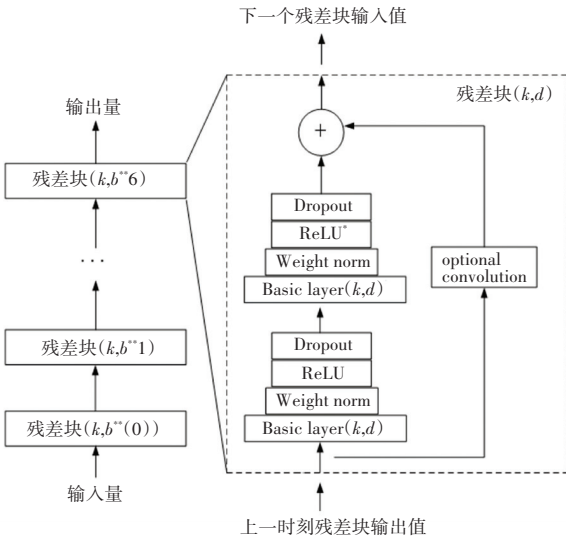 下一个残差块输入值
残差块(k,d)
输出量
+
残差块(k,b**6)
Dropout
ReLU*
Weight norm
Basic layer(k,d)
optional
convolution
...
残差块(k,b**1)
Dropout
ReLU
Weight norm
Basic layer(k,d)
残差块(k,b**(0))
输入量
上一时刻残差块输出值